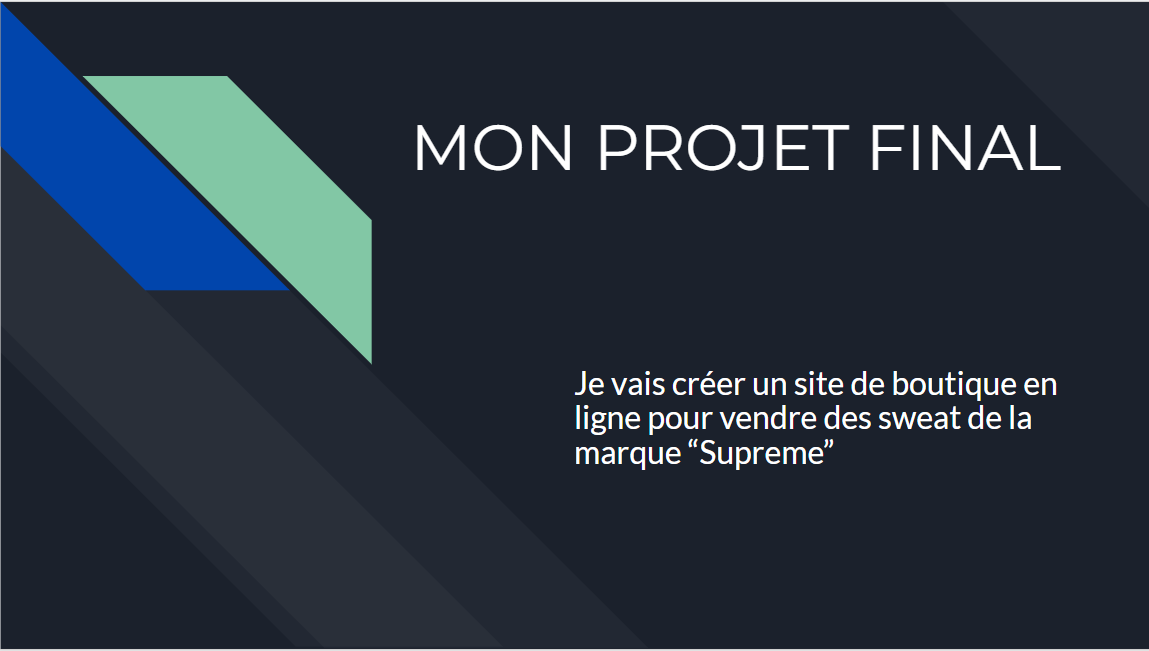 MON PROJET FINAL
Je vais créer un site de boutique en
ligne pour vendre des sweat de la
marque “Supreme”